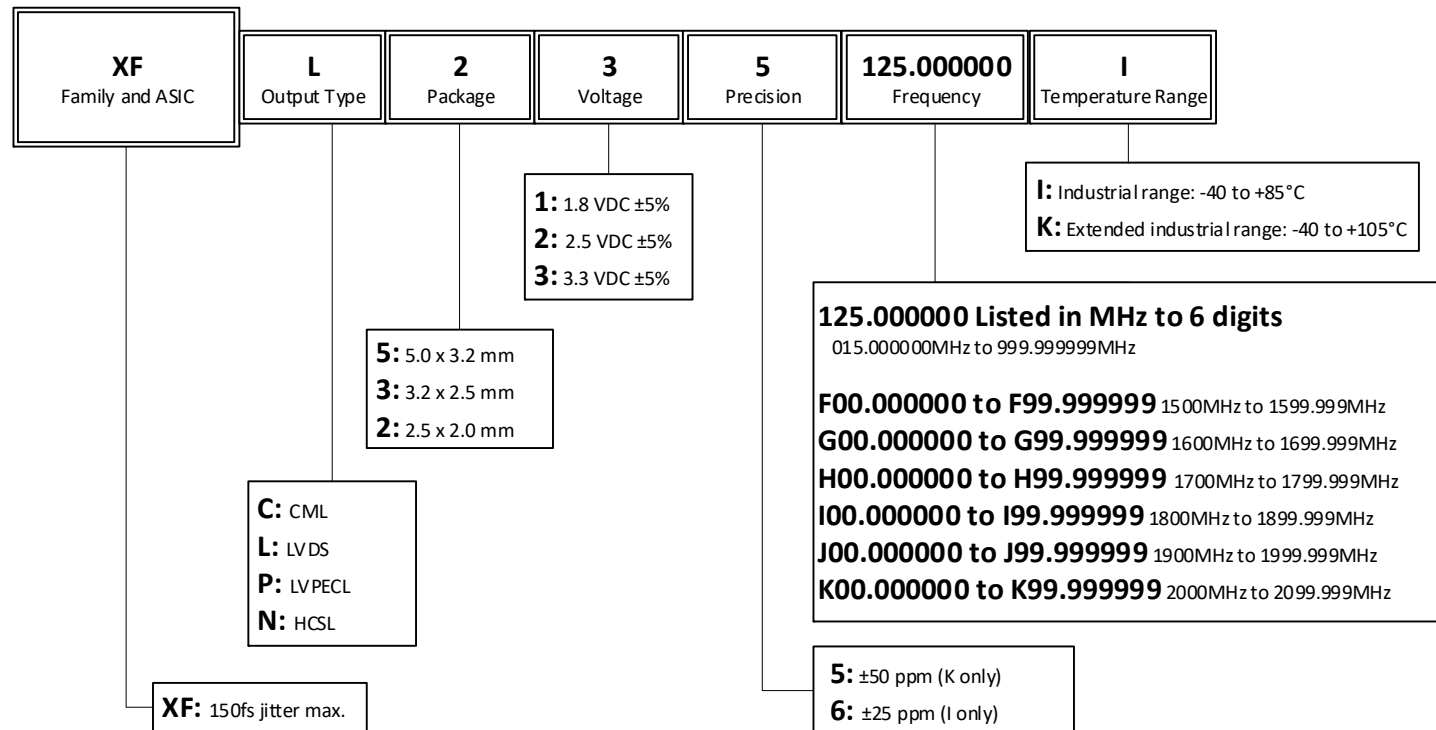 XF
Family and ASIC
L
Output Type
2
Package
3
Voltage
5
Precision
125.000000
Frequency
I
Temperature Range
I: Industrial range: -40 to +85°C
K: Extended industrial range: -40 to +105°C
1: 1.8 VDC ±5%
2: 2.5 VDC ±5%
3: 3.3 VDC ±5%
125.000000 Listed in MHz to 6 digits
015.000000MHz to 999.999999MHz
F00.000000 to F99.999999 1500MHz to 1599.999MHz
G00.000000 to G99.999999 1600MHz to 1699.999MHz
H00.000000 to H99.999999 1700MHz to 1799.999MHz
I00.000000 to I99.999999 1800MHz to 1899.999MHz
J00.000000 to J99.999999 1900MHz to 1999.999MHz
K00.000000 to K99.999999 2000MHz to 2099.999MHz
5: 5.0 x 3.2 mm
3: 3.2 x 2.5 mm
2: 2.5 x 2.0 mm
C: CML
L: LVDS
P: LVPECL
N: HCSL
5: ±50 ppm (K only)
6: ±25 ppm (I only)
XF: 150fs jitter max.